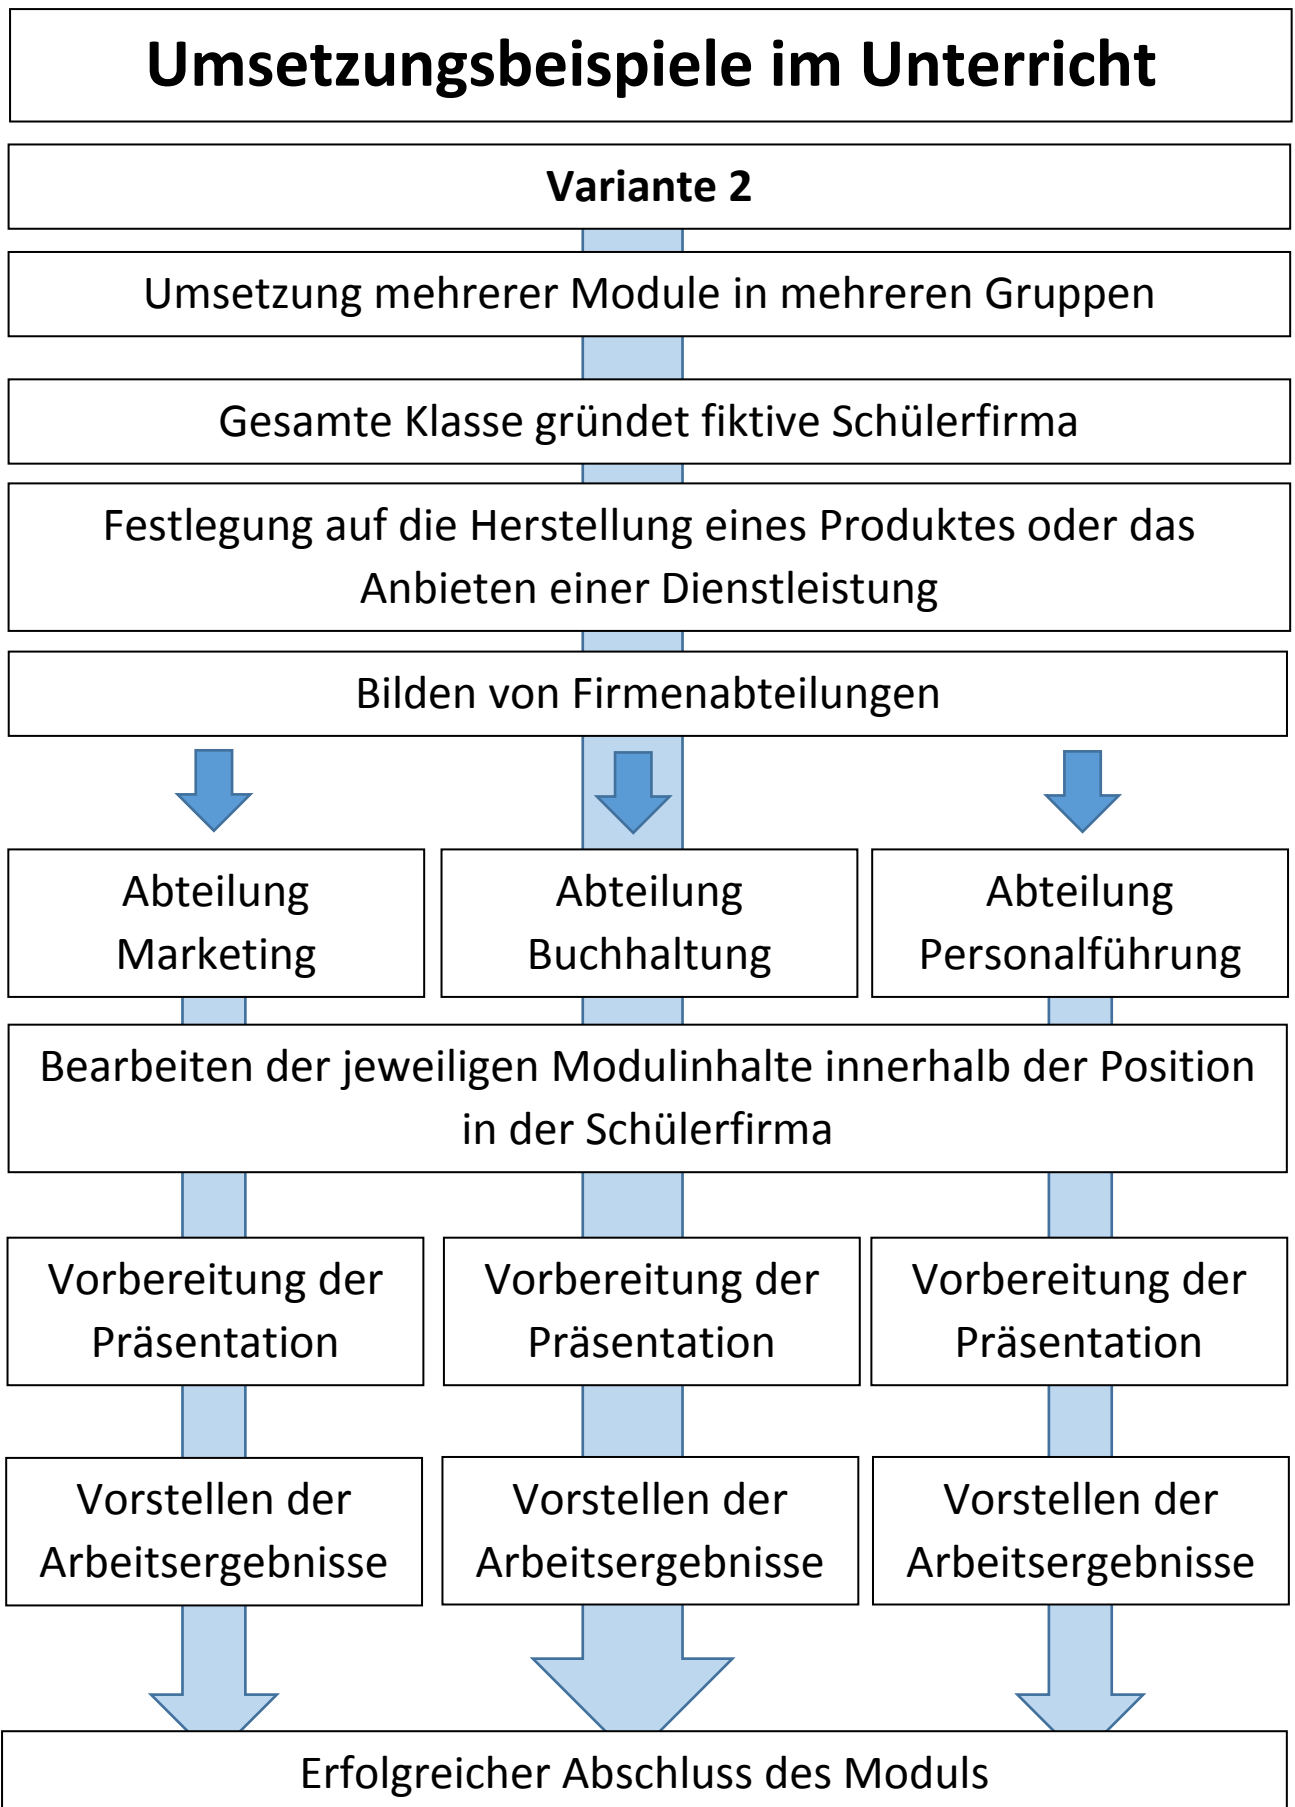 Umsetzungsbeispiele im Unterricht
Variante 2
Umsetzung mehrerer Module in mehreren Gruppen
Gesamte Klasse gründet fiktive Schülerfirma
Festlegung auf die Herstellung eines Produktes oder das
Anbieten einer Dienstleistung
Bilden von Firmenabteilungen
Abteilung
Marketing
Abteilung
Buchhaltung
Abteilung
Personalführung
Bearbeiten der jeweiligen Modulinhalte innerhalb der Position
in der Schülerfirma
Vorbereitung der
Präsentation
Vorbereitung der
Präsentation
Vorbereitung der
Präsentation
Vorstellen der
Arbeitsergebnisse
Vorstellen der
Arbeitsergebnisse
Vorstellen der
Arbeitsergebnisse
Erfolgreicher Abschluss des Moduls